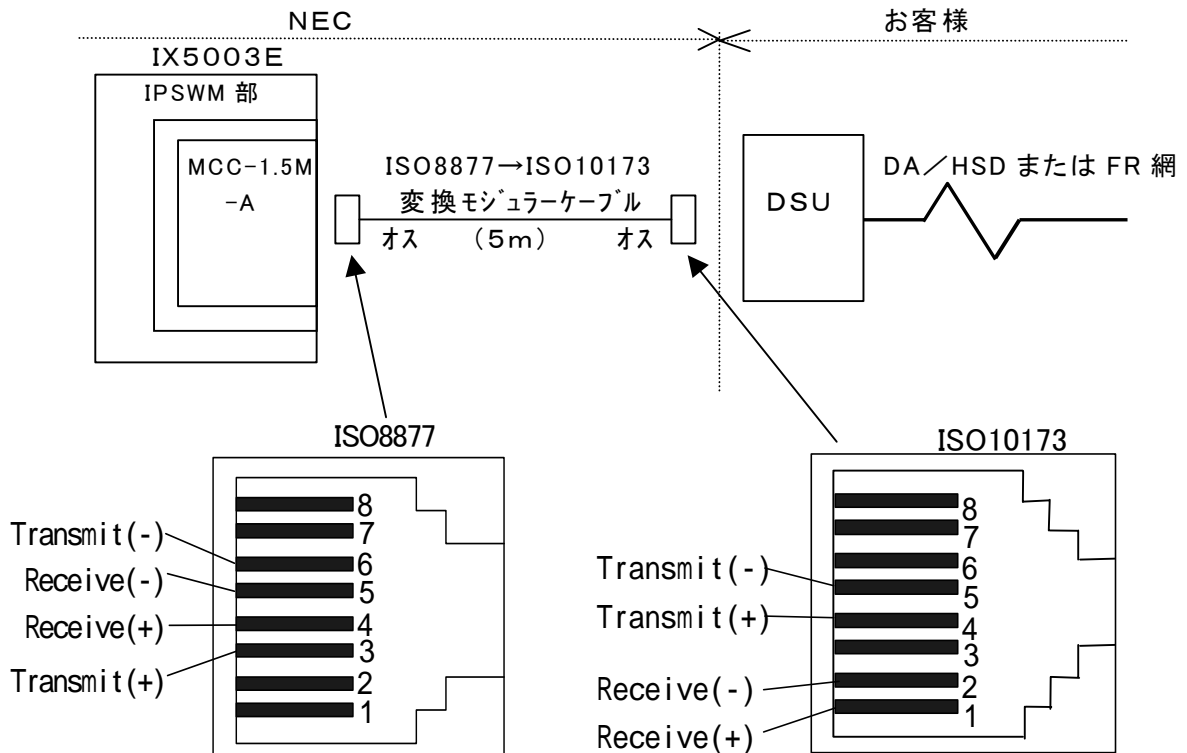 NEC
お客様
IX5003E
IPSWM 部
MCC-1.5M
-A
ISO8877→ISO10173
変換モジュラーケーブル
オス (5m) オス
DSU
DA/HSD または FR 網
ISO8877
8
7
Transmit(-)
6
Receive(-)
5
Receive(+)
4
3
Transmit(+)
2
1
ISO10173
8
7
6
Transmit(-)
5
Transmit(+)
4
3
Receive(-)
2
1
Receive(+)